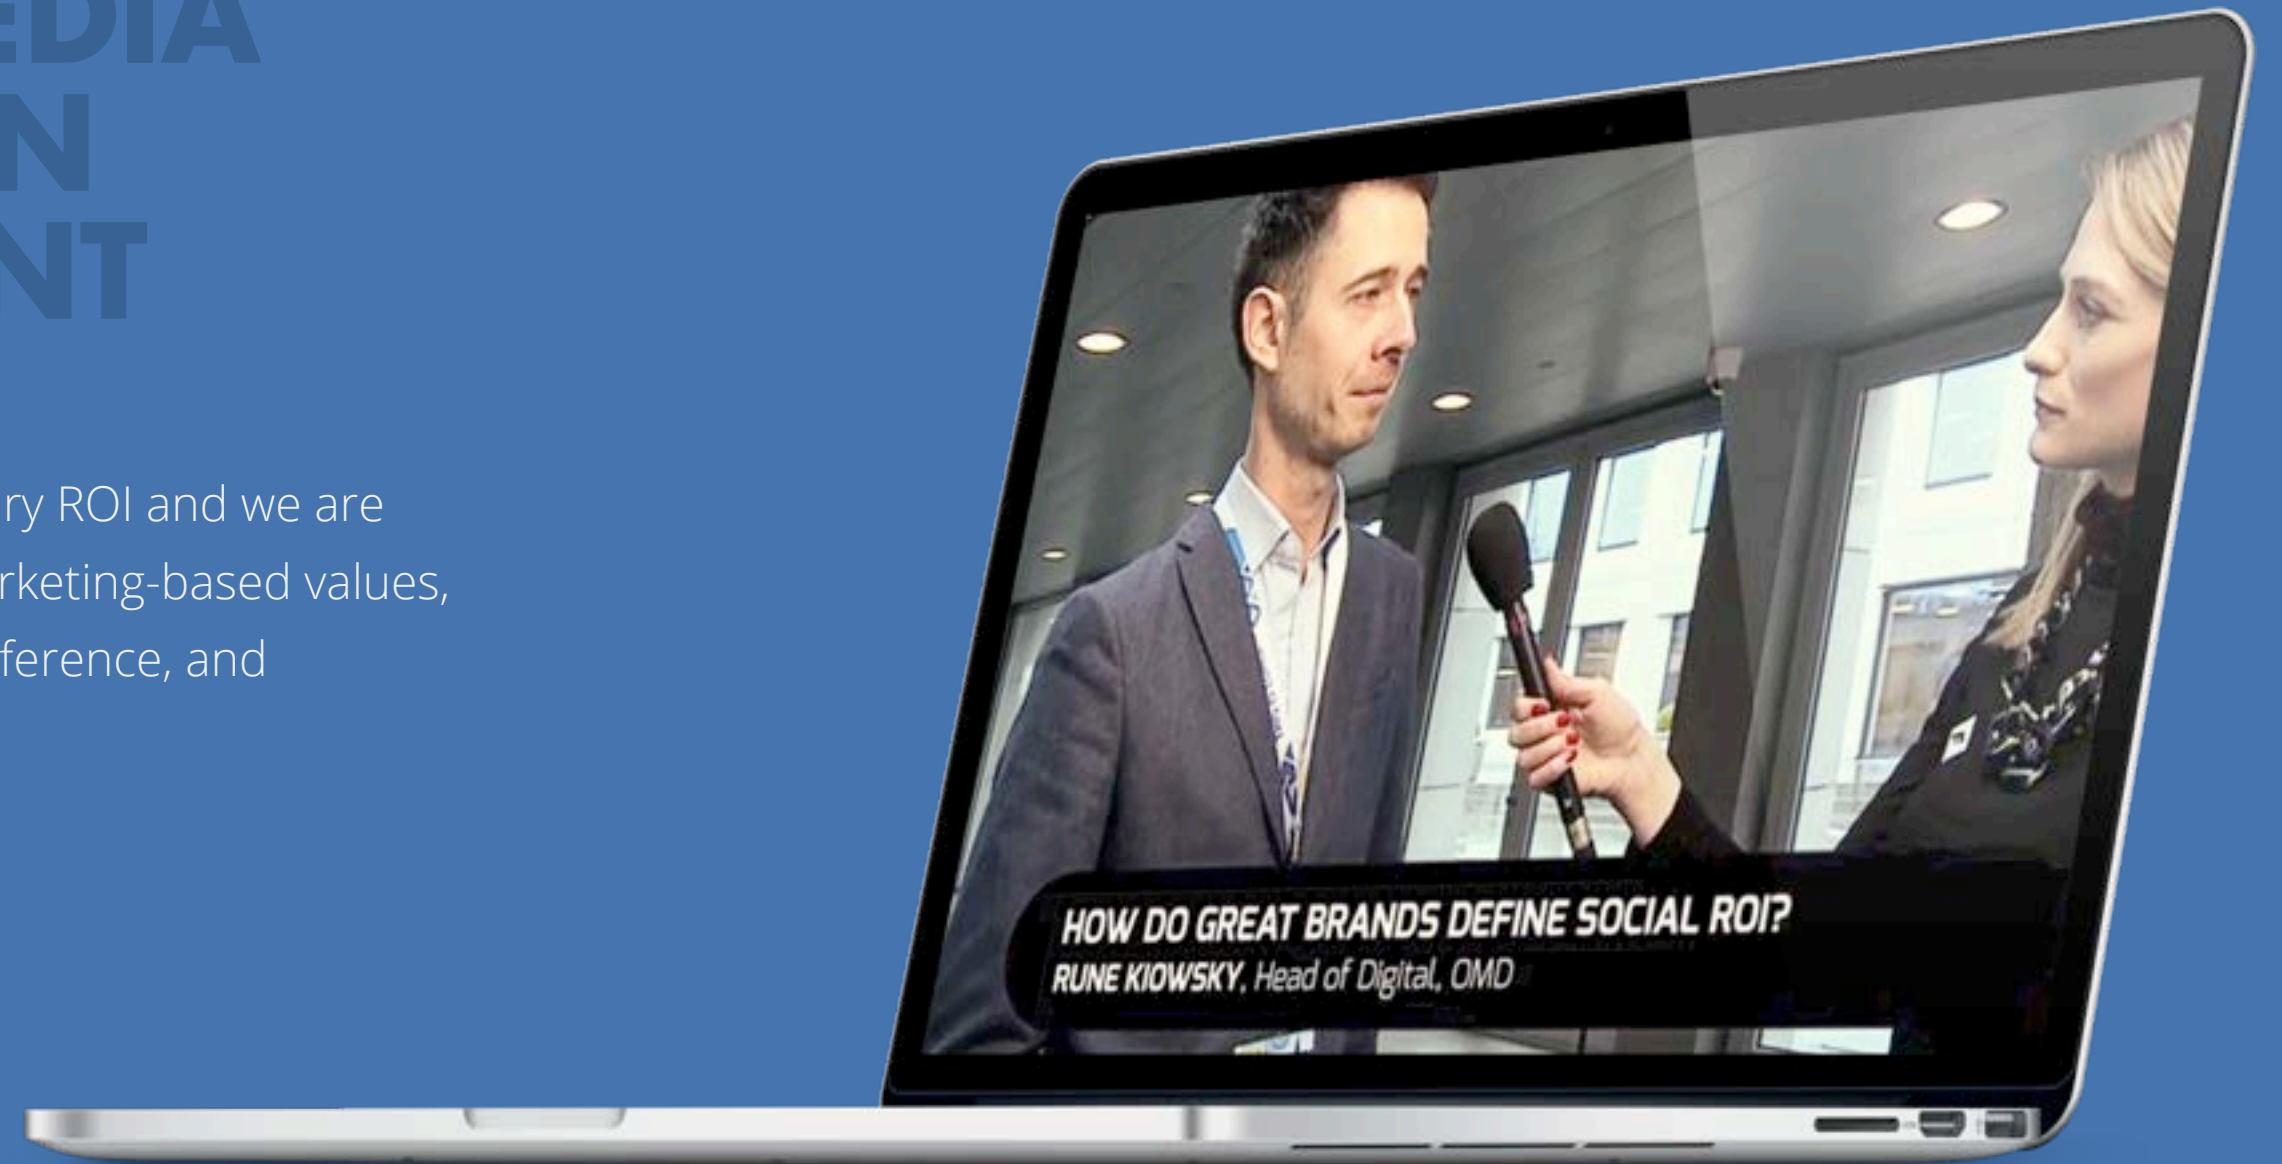 EDIA
N
NT
ry ROI and we are
rketing-based values,
ference, and
HOW DO GREAT BRANDS DEFINE SOCIAL ROI?
RUNE KIOWSKY, Head of Digital, OMD